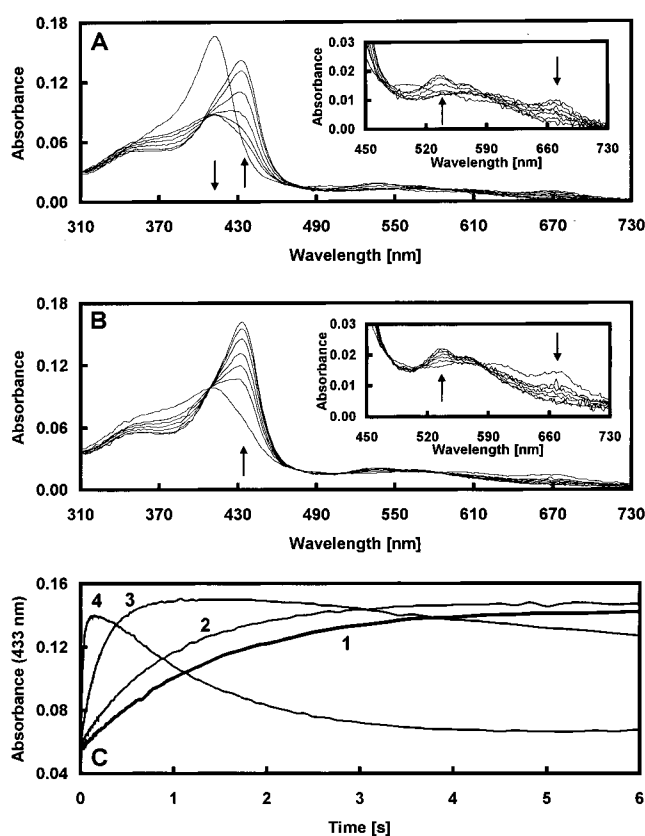 A
Absorbance
0.18
0.12
0.06
0.00
310 370 430 490 550 610 670 730
Wavelength [nm]
Absorbance
0.03
0.02
0.01
0.00
450 520 590 660 730
Wavelength [nm]
B
Absorbance
0.18
0.12
0.06
0.00
310 370 430 490 550 610 670 730
Wavelength [nm]
Absorbance
0.03
0.02
0.01
0.00
450 520 590 660 730
Wavelength [nm]
C
Absorbance (433 nm)
0.16
0.12
0.08
0.04
4 3 2 1
0 1 2 3 4 5 6
Time [s]